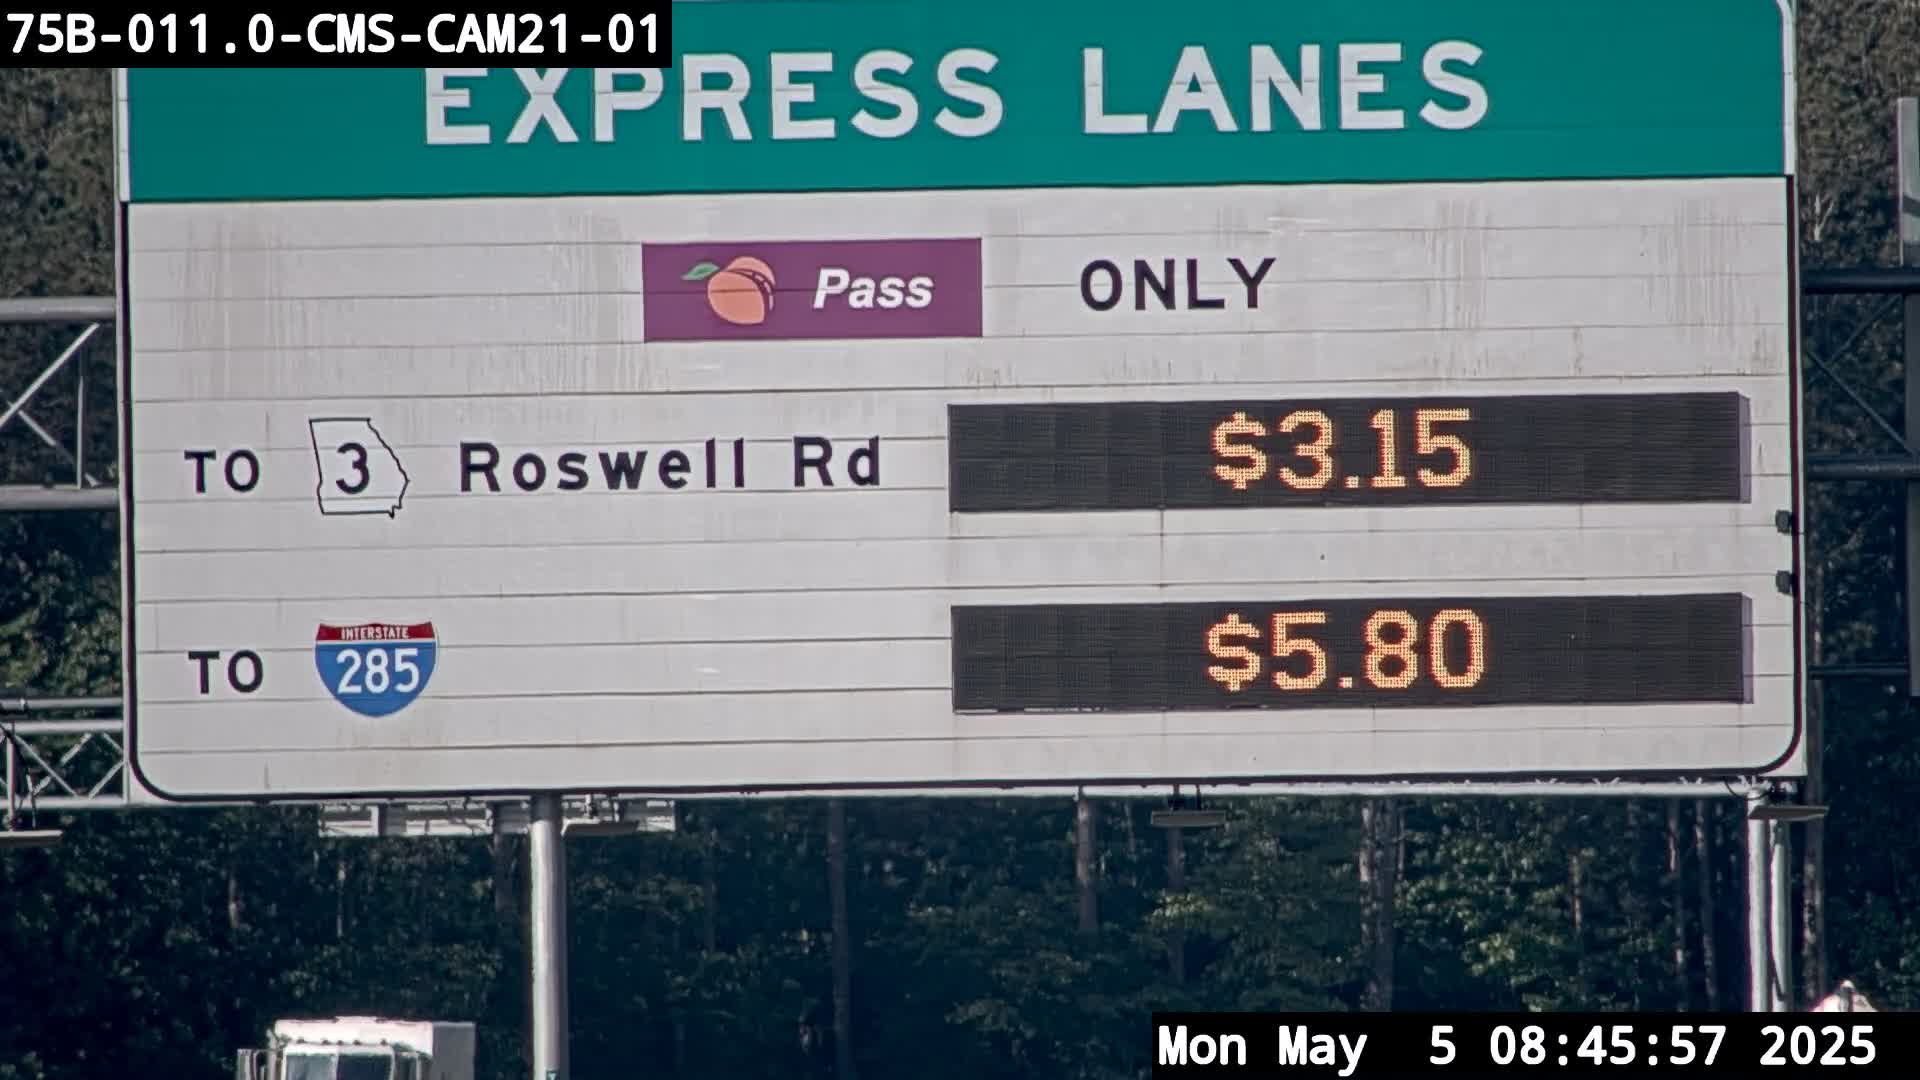 75B-011.0-CMS-CAM21-01
EXPRESS LANES
Pass ONLY
TO 3 Roswell Rd $3.15
INTERSTATE
TO 285 $5.80
Mon May 5 08:45:57 2025